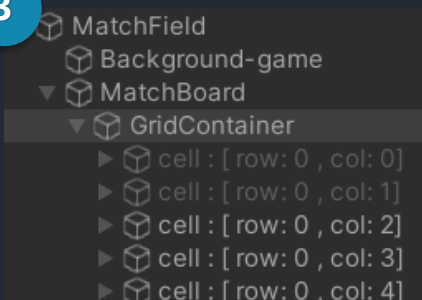 3
MatchField
Background-game
MatchBoard
GridContainer
cell : [ row: 0 , col: 0]
cell : [ row: 0 , col: 1]
cell : [ row: 0 , col: 2]
cell : [ row: 0 , col: 3]
cell : [ row: 0 , col: 4]